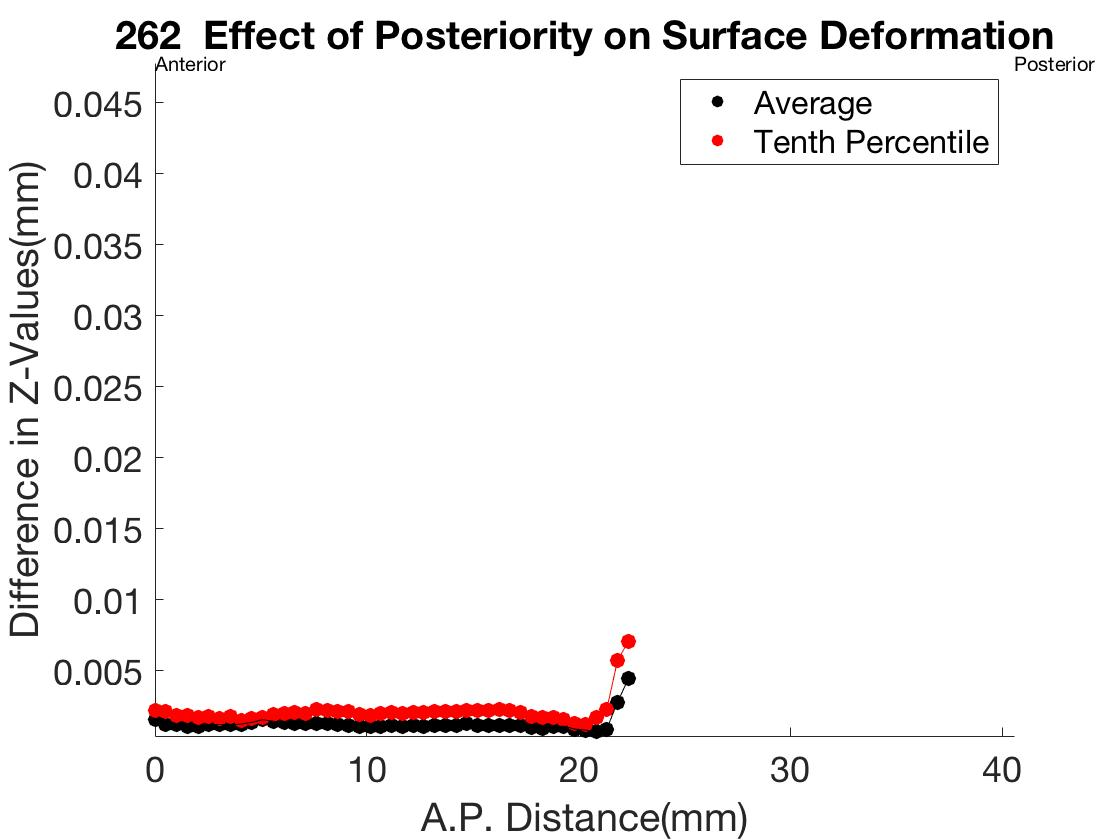 262  Effect of Posteriority on Surface Deformation
Anterior
Posterior
Average
Tenth Percentile
0.045
0.04
0.035
0.03
0.025
0.02
0.015
0.01
0.005
Difference in Z-Values(mm)
0
10
20
30
40
A.P. Distance(mm)